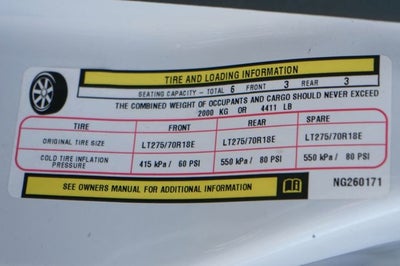 TIRE AND LOADING INFORMATION
SEATING CAPACITY - TOTAL 6 FRONT 3 REAR 3
THE COMBINED WEIGHT OF OCCUPANTS AND CARGO SHOULD NEVER EXCEED
2000 KG OR 4411 LB
TIRE FRONT REAR SPARE
ORIGINAL TIRE SIZE LT275/70R18E LT275/70R18E LT275/70R18E
COLD TIRE INFLATION PRESSURE 415 kPa / 60 PSI 550 kPa / 80 PSI 550 kPa / 80 PSI
SEE OWNERS MANUAL FOR ADDITIONAL INFORMATION
NG260171